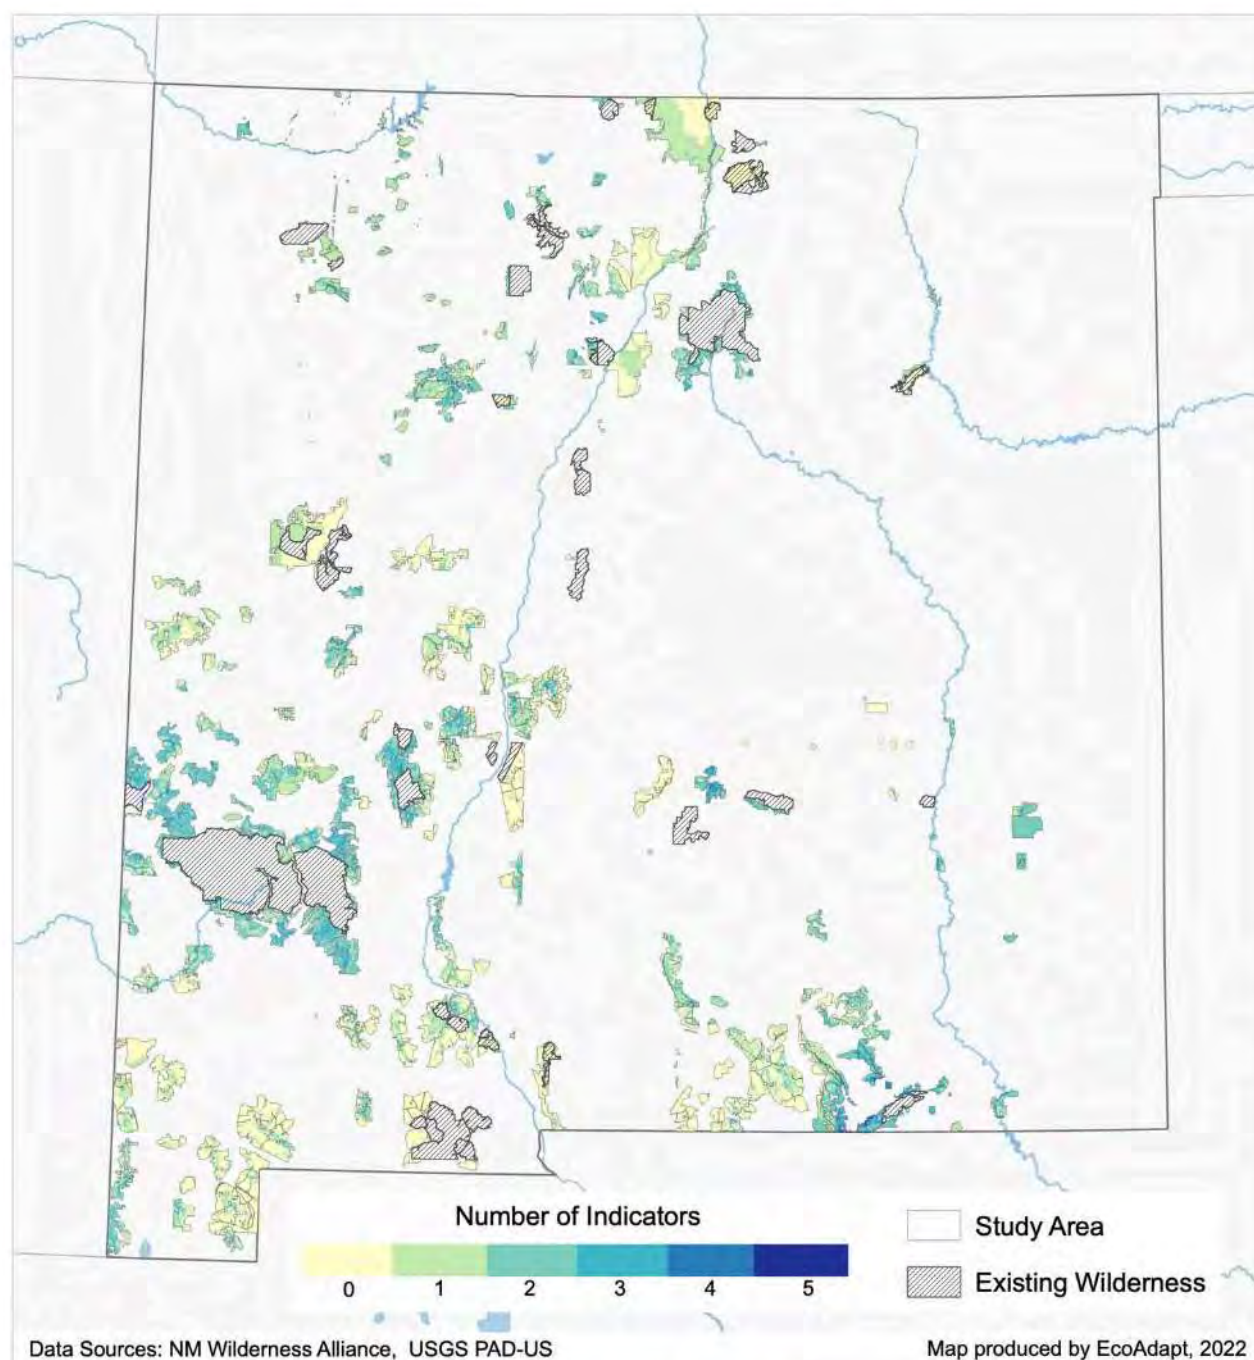 Number of Indicators
0 1 2 3 4 5
Study Area
Existing Wilderness
Data Sources: NM Wilderness Alliance, USGS PAD-US
Map produced by EcoAdapt, 2022